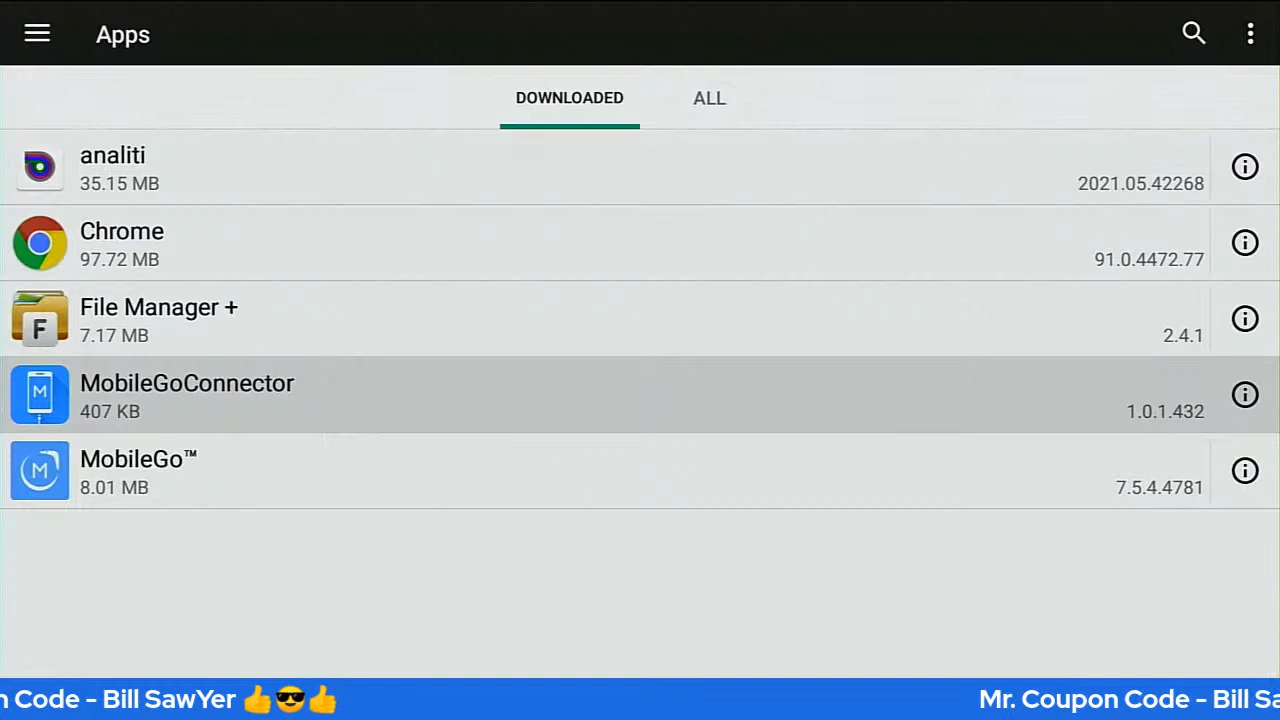 Apps
DOWNLOADED
ALL
analiti
35.15 MB
2021.05.42268
Chrome
97.72 MB
91.0.4472.77
F
File Manager +
7.17 MB
2.4.1
M
MobileGoConnector
407 KB
1.0.1.432
M
MobileGo™
8.01 MB
7.5.4.4781
n Code - Bill SawYer 👍😎👍
Mr. Coupon Code - Bill Sa